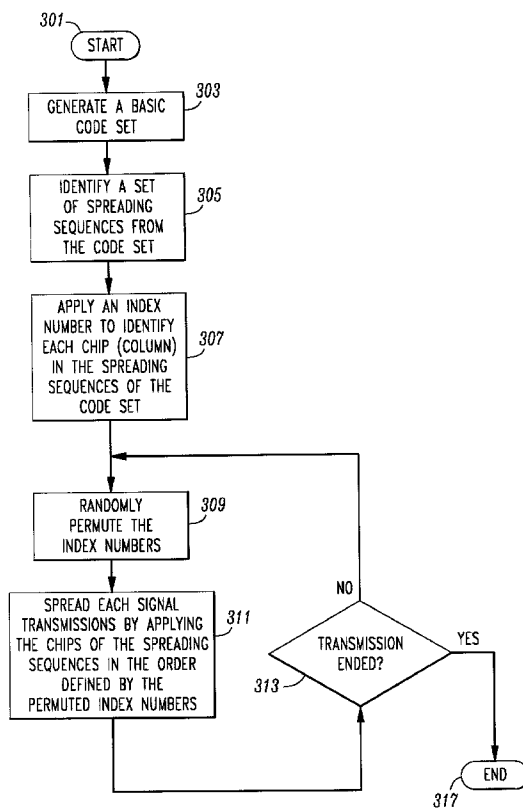 301
START
303
GENERATE A BASIC
CODE SET
305
IDENTIFY A SET
OF SPREADING
SEQUENCES FROM
THE CODE SET
307
APPLY AN INDEX
NUMBER TO IDENTIFY
EACH CHIP (COLUMN)
IN THE SPREADING
SEQUENCES OF THE
CODE SET
309
RANDOMLY
PERMUTE THE
INDEX NUMBERS
311
SPREAD EACH SIGNAL
TRANSMISSIONS BY APPLYING
THE CHIPS OF THE SPREADING
SEQUENCES IN THE ORDER
DEFINED BY THE
PERMUTED INDEX NUMBERS
NO
YES
TRANSMISSION
ENDED?
313
END
317